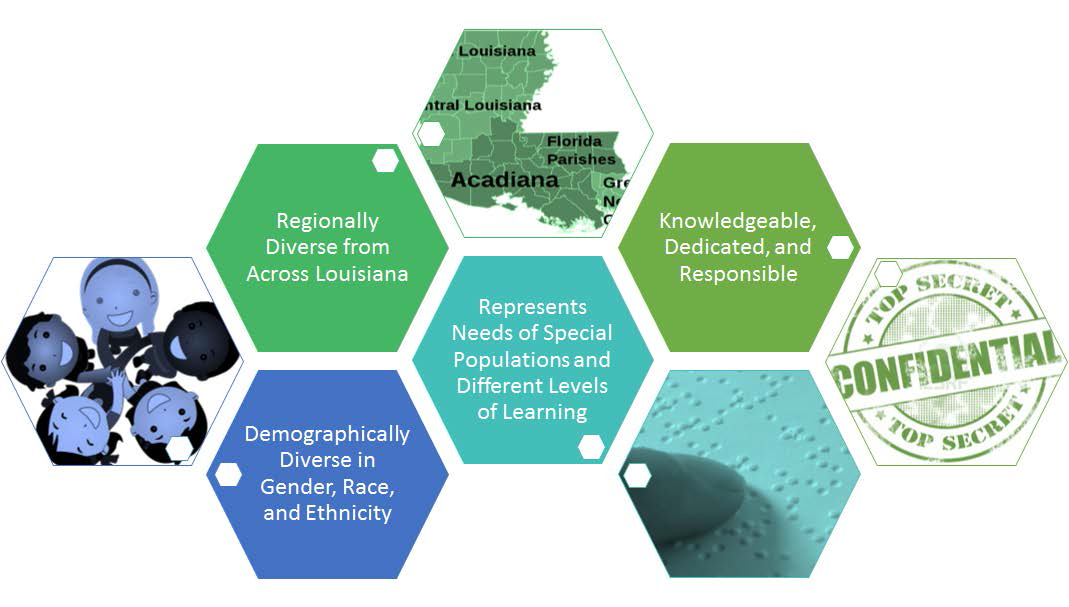 Louisiana
ntral Louisiana
Florida
Parishes
Acadiana
Gre
Regionally
Diverse from
Across Louisiana
Knowledgeable,
Dedicated, and
Responsible
Represents
Needs of Special
Populations and
Different Levels
of Learning
TOP SECRET
CONFIDENTIAL
TOP SECRET
Demographically
Diverse in
Gender, Race,
and Ethnicity